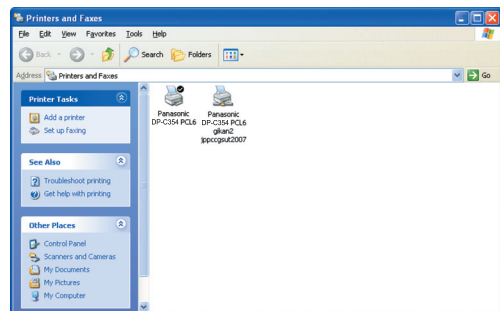 Printers and Faxes
File Edit View Favorites Tools Help
Back Search Folders
Address Printers and Faxes Go
Printer Tasks
Add a printer
Set up faxing
See Also
Troubleshoot printing
Get help with printing
Other Places
Control Panel
Scanners and Cameras
My Documents
My Pictures
My Computer
Panasonic
DP-C354 PCL6
Panasonic
DP-C354 PCL6
gikan2
jppccgsut2007